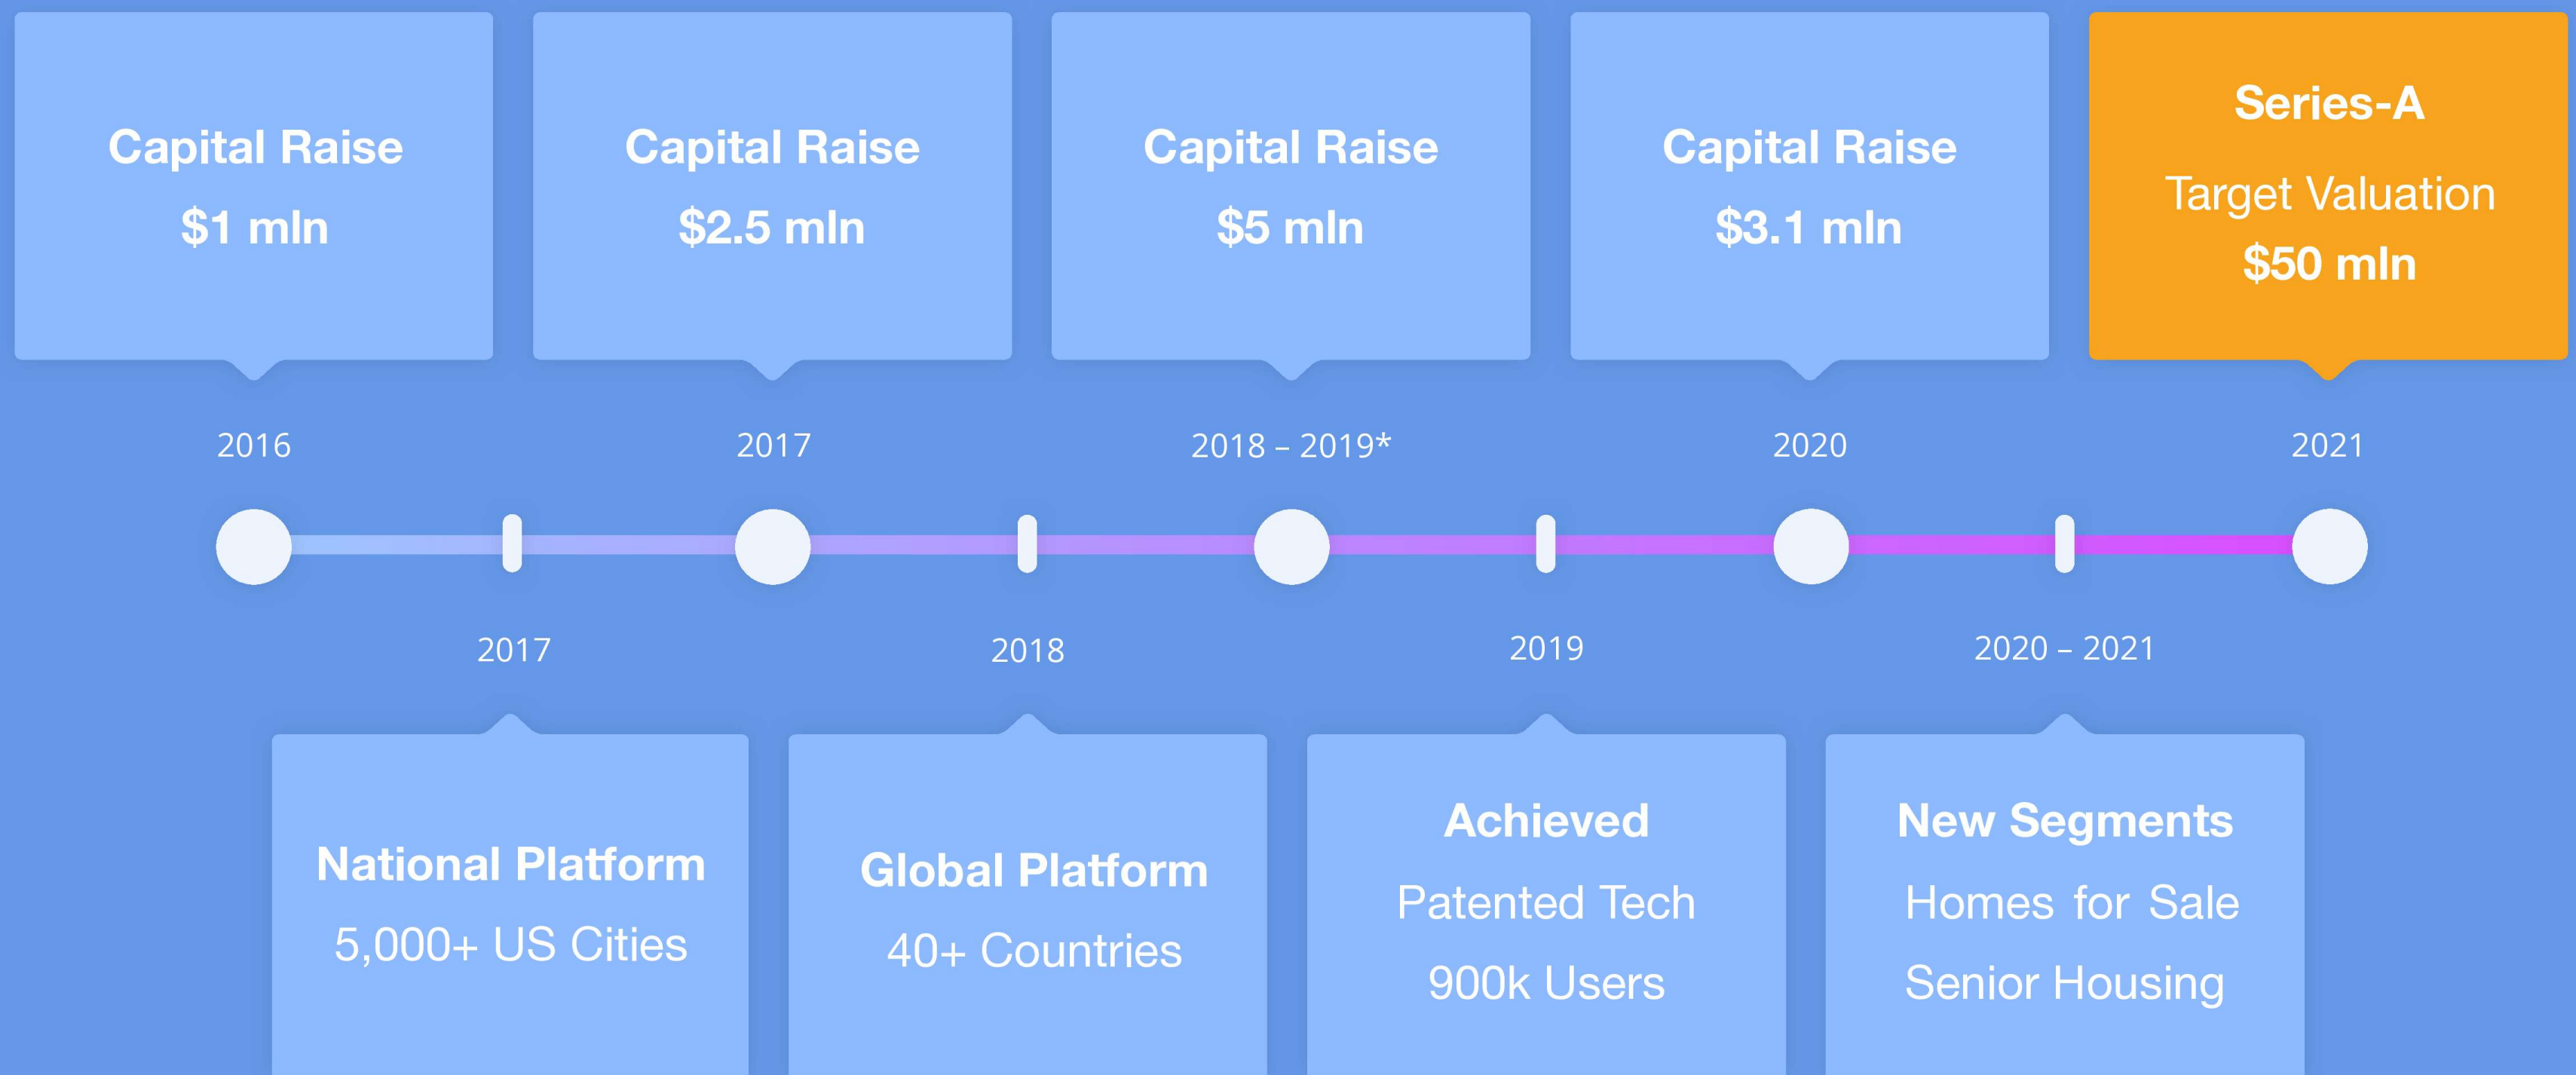 Capital Raise
$1 mln
Capital Raise
$2.5 mln
Capital Raise
$5 mln
Capital Raise
$3.1 mln
Series-A
Target Valuation
$50 mln
2016
2017
2018 – 2019*
2020
2021
2017
2018
2019
2020 – 2021
National Platform
5,000+ US Cities
Global Platform
40+ Countries
Achieved
Patented Tech
900k Users
New Segments
Homes for Sale
Senior Housing